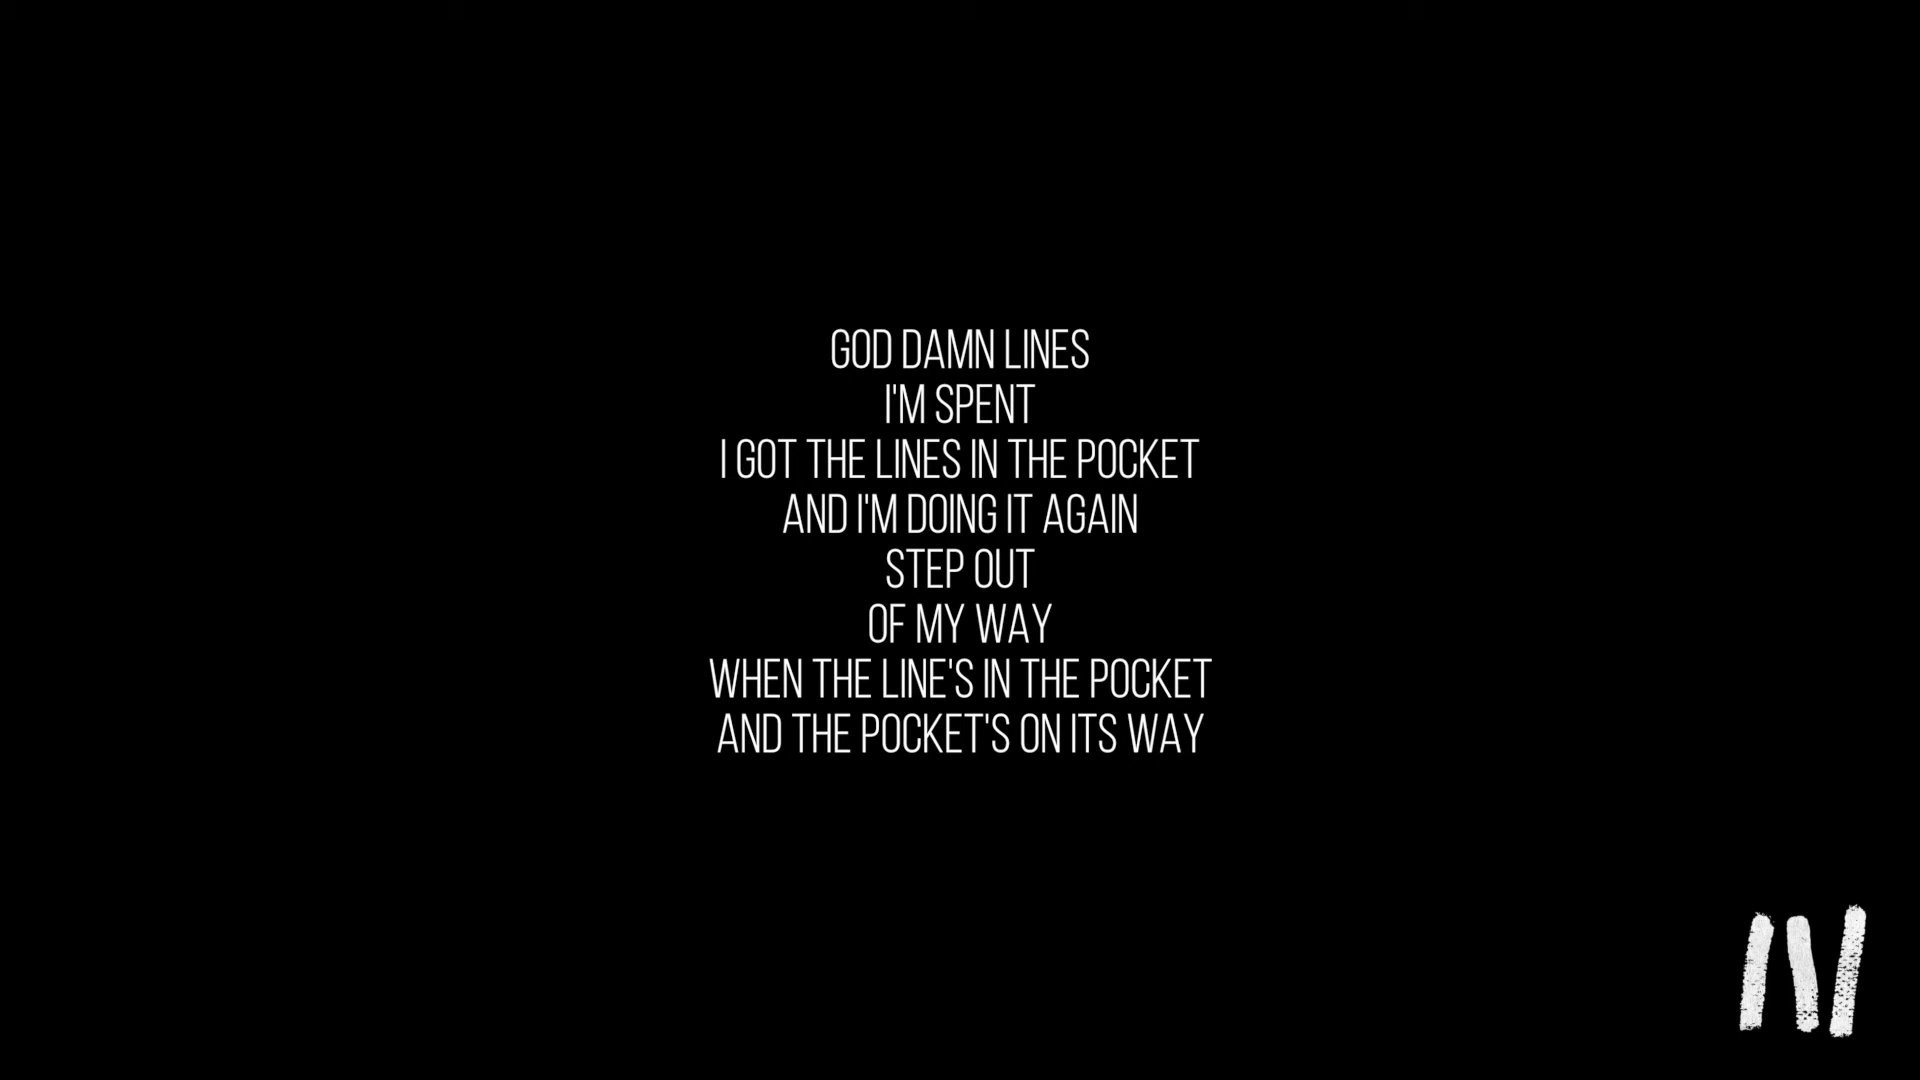 GOD DAMN LINES
I'M SPENT
I GOT THE LINES IN THE POCKET
AND I'M DOING IT AGAIN
STEP OUT
OF MY WAY
WHEN THE LINE'S IN THE POCKET
AND THE POCKET'S ON ITS WAY